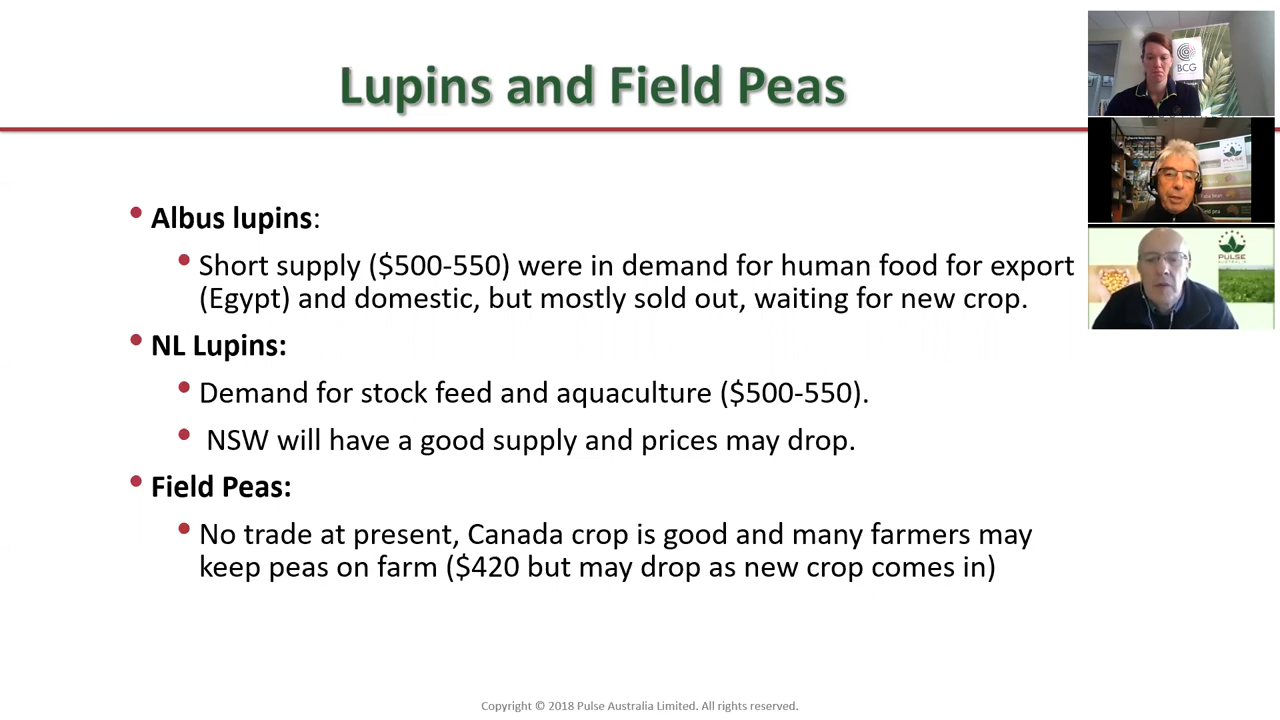 Lupins and Field Peas
BCG
PULSE
PULSE
AUSTRALIA
• Albus lupins:
• Short supply ($500-550) were in demand for human food for export
(Egypt) and domestic, but mostly sold out, waiting for new crop.
• NL Lupins:
• Demand for stock feed and aquaculture ($500-550).
• NSW will have a good supply and prices may drop.
• Field Peas:
• No trade at present, Canada crop is good and many farmers may
keep peas on farm ($420 but may drop as new crop comes in)
Copyright © 2018 Pulse Australia Limited. All rights reserved.